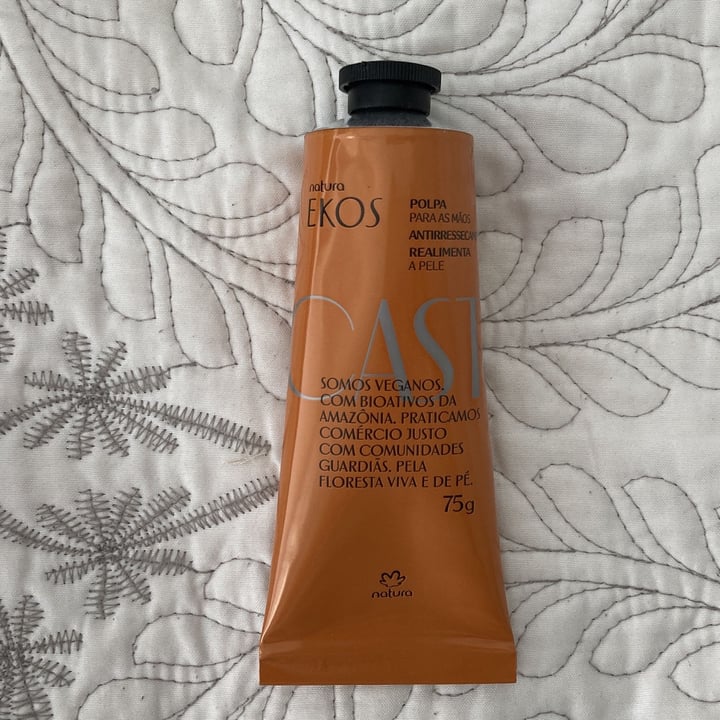 natura
EKOS
POLPA
PARA AS MÃOS
ANTIRRESSECAM
REALIMENTA
A PELE
CAST
SOMOS VEGANOS.
COM BIOATIVOS DA
AMAZÔNIA. PRATICAMOS
COMÉRCIO JUSTO
COM COMUNIDADES
GUARDIÃS. PELA
FLORESTA VIVA E DE PÉ.
75g
natura